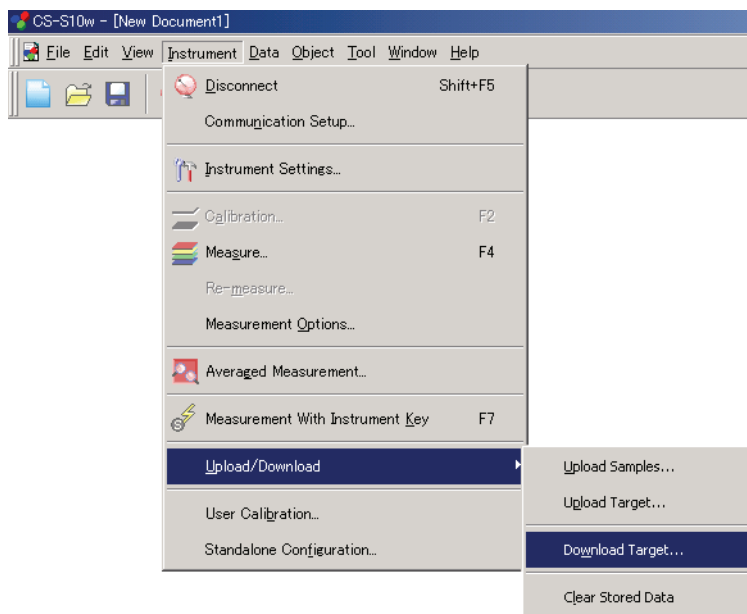 CS-S10w - [New Document1]
File Edit View Instrument Data Object Tool Window Help
Disconnect Shift+F5
Communication Setup...
Instrument Settings...
Calibration... F2
Measure... F4
Re-measure...
Measurement Options...
Averaged Measurement...
Measurement With Instrument Key F7
Upload/Download
User Calibration...
Standalone Configuration...
Upload Samples...
Upload Target...
Download Target...
Clear Stored Data